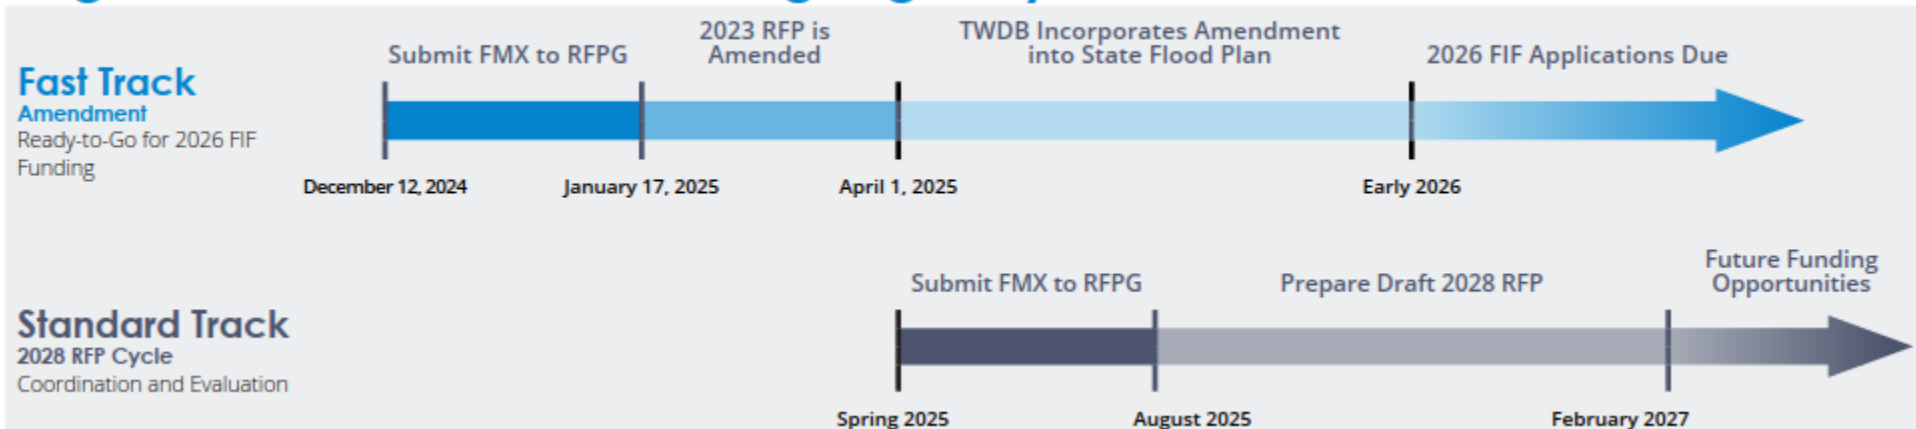 2023 RFP is
TWDB Incorporates Amendment
Submit FMX to RFPG
Amended
into State Flood Plan
2026 FIF Applications Due
Fast Track
Amendment
Ready-to-Go for 2026 FIF
Funding
December 12, 2024
January 17, 2025
April 1, 2025
Early 2026
Future Funding
Submit FMX to RFPG
Prepare Draft 2028 RFP
Opportunities
Standard Track
2028 RFP Cycle
Coordination and Evaluation
Spring 2025
August 2025
February 2027